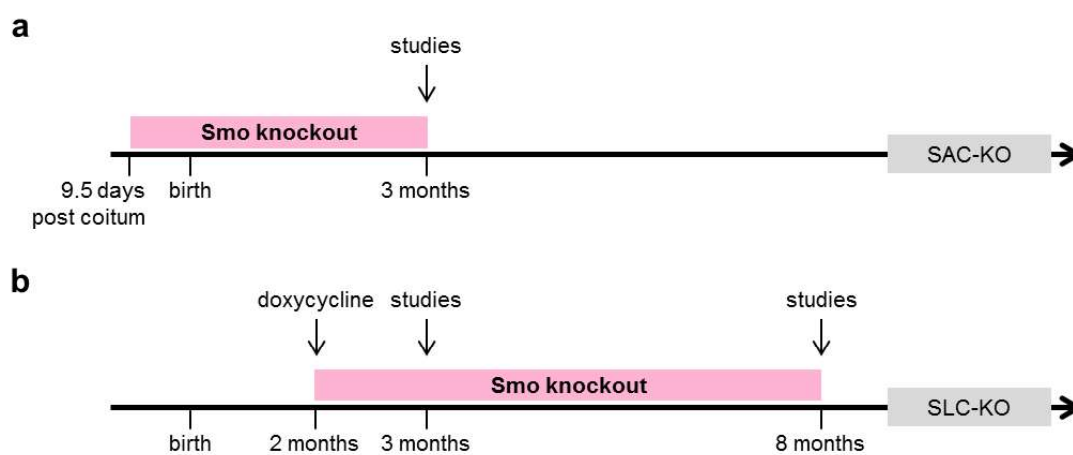 a
studies
Smo knockout
SAC-KO
9.5 days
post coitum
birth
3 months
b
doxycycline
studies
studies
Smo knockout
SLC-KO
birth
2 months
3 months
8 months